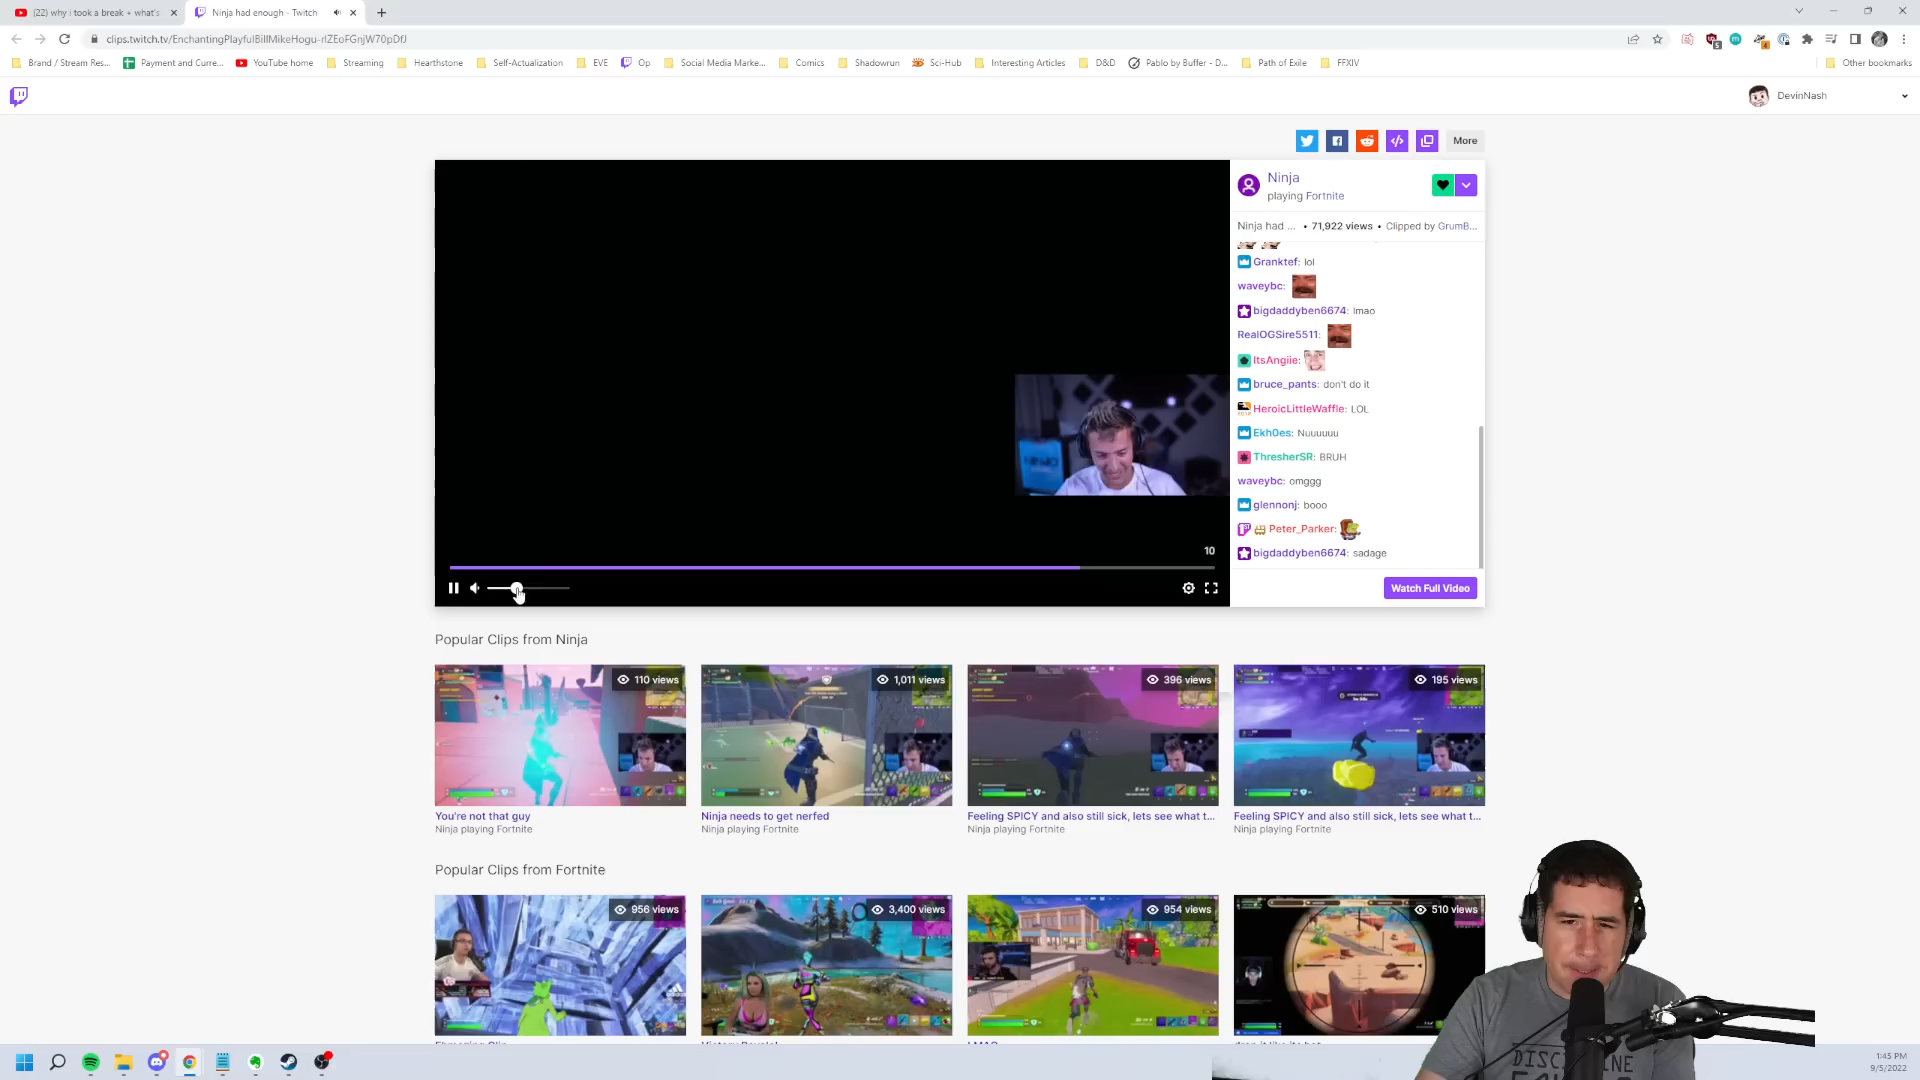 (22) why i took a break + what's
Ninja had enough - Twitch
clips.twitch.tv/EnchantingPlayfulBillMikeHogu-rIZEoFGnjW70pDfJ
Brand / Stream Res...
Payment and Curre...
YouTube home
Streaming
Hearthstone
Self-Actualization
EVE
Op
Social Media Marke...
Comics
Shadowrun
Sci-Hub
Interesting Articles
D&D
Pablo by Buffer - D...
Path of Exile
FFXIV
Other bookmarks
DevinNash
More
Ninja
playing Fortnite
Ninja had ... • 71,922 views • Clipped by GrumB...
Granktef: lol
waveybc:
bigdaddyben6674: lmao
RealOGSire5511:
ItsAngiie:
bruce_pants: don't do it
HeroicLittleWaffle: LOL
Ekh0es: Nuuuuuu
ThresherSR: BRUH
waveybc: omggg
glennonj: booo
Peter_Parker:
bigdaddyben6674: sadage
10
Watch Full Video
Popular Clips from Ninja
110 views
1,011 views
396 views
195 views
You're not that guy
Ninja needs to get nerfed
Feeling SPICY and also still sick, lets see what t...
Feeling SPICY and also still sick, lets see what t...
Ninja playing Fortnite
Ninja playing Fortnite
Ninja playing Fortnite
Ninja playing Fortnite
Popular Clips from Fortnite
956 views
3,400 views
954 views
510 views
LMAO
DISCIPLINE
1:45 PM
9/5/2022